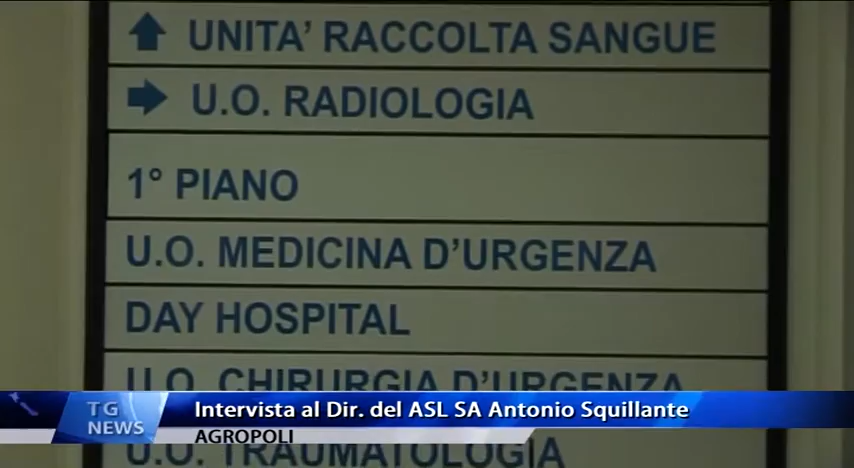 UNITA' RACCOLTA SANGUE
U.O. RADIOLOGIA
1° PIANO
U.O. MEDICINA D'URGENZA
DAY HOSPITAL
U.O. CHIRURGIA D'URGENZA
TG NEWS
Intervista al Dir. del ASL SA Antonio Squillante
AGROPOLI
U.O. TRAUMATOLOGIA